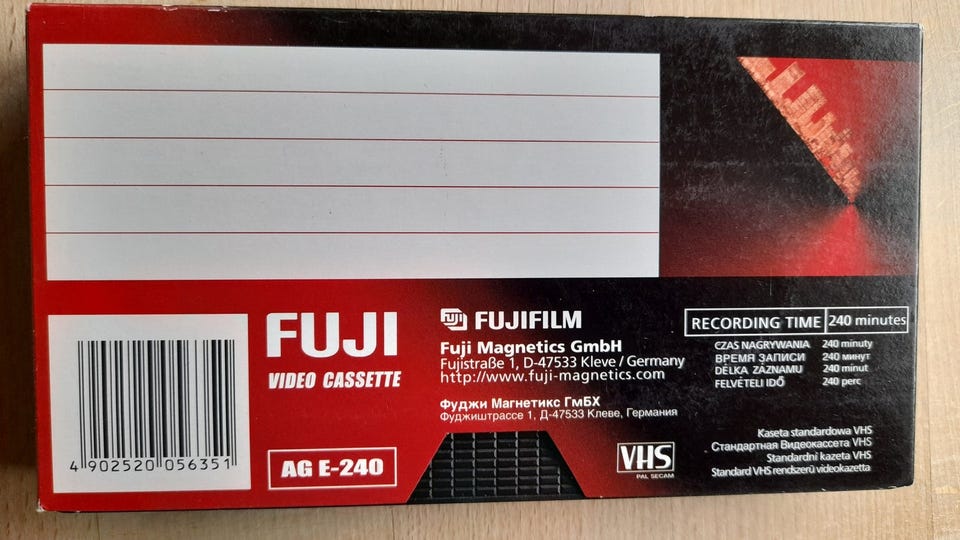 FUJI
VIDEO CASSETTE
AG E-240
4 902520 056351
FUJI FUJIFILM
Fuji Magnetics GmbH
Fujistraße 1, D-47533 Kleve / Germany
http://www.fuji-magnetics.com
Фуджи Магнетикс ГмБХ
Фуджиштрассе 1, Д-47533 Клеве, Германия
RECORDING TIME 240 minutes
CZAS NAGRYWANIA 240 minuty
ВРЕМЯ ЗАПИСИ 240 минут
DÉLKA ZÁZNAMU 240 minut
FELVÉTELI IDŐ 240 perc
VHS
PAL SECAM
Kaseta standardowa VHS
Стандартная Видеокассета VHS
Standardní kazeta VHS
Standard VHS rendszerű videokazetta